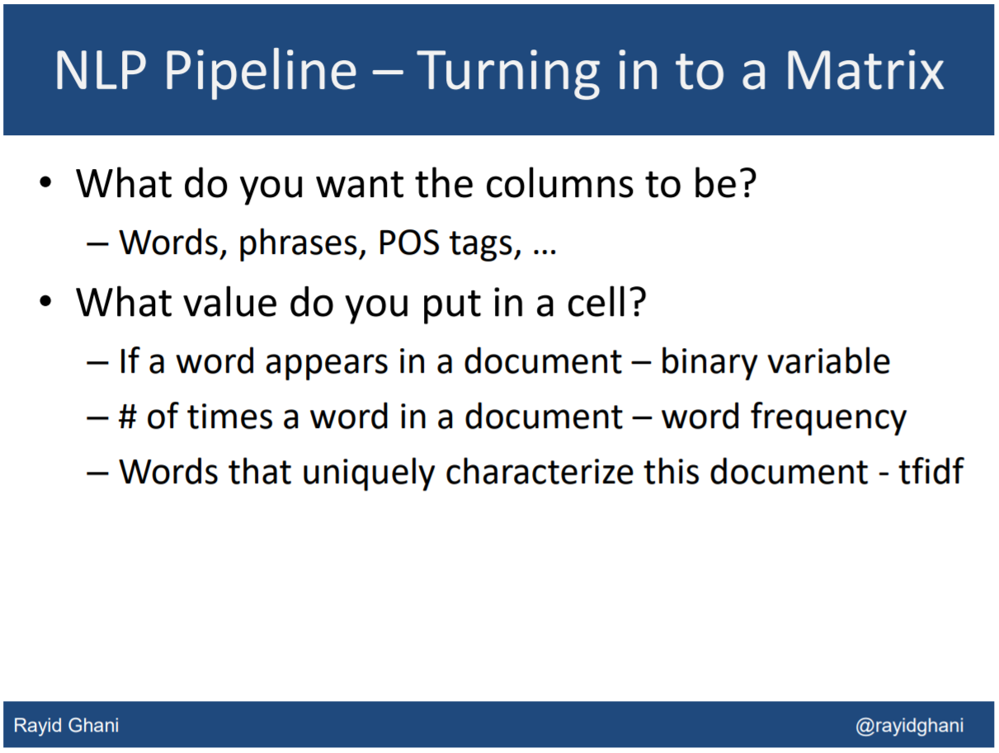 NLP Pipeline – Turning in to a Matrix
• What do you want the columns to be?
– Words, phrases, POS tags, …
• What value do you put in a cell?
– If a word appears in a document – binary variable
– # of times a word in a document – word frequency
– Words that uniquely characterize this document - tfidf
Rayid Ghani
@rayidghani